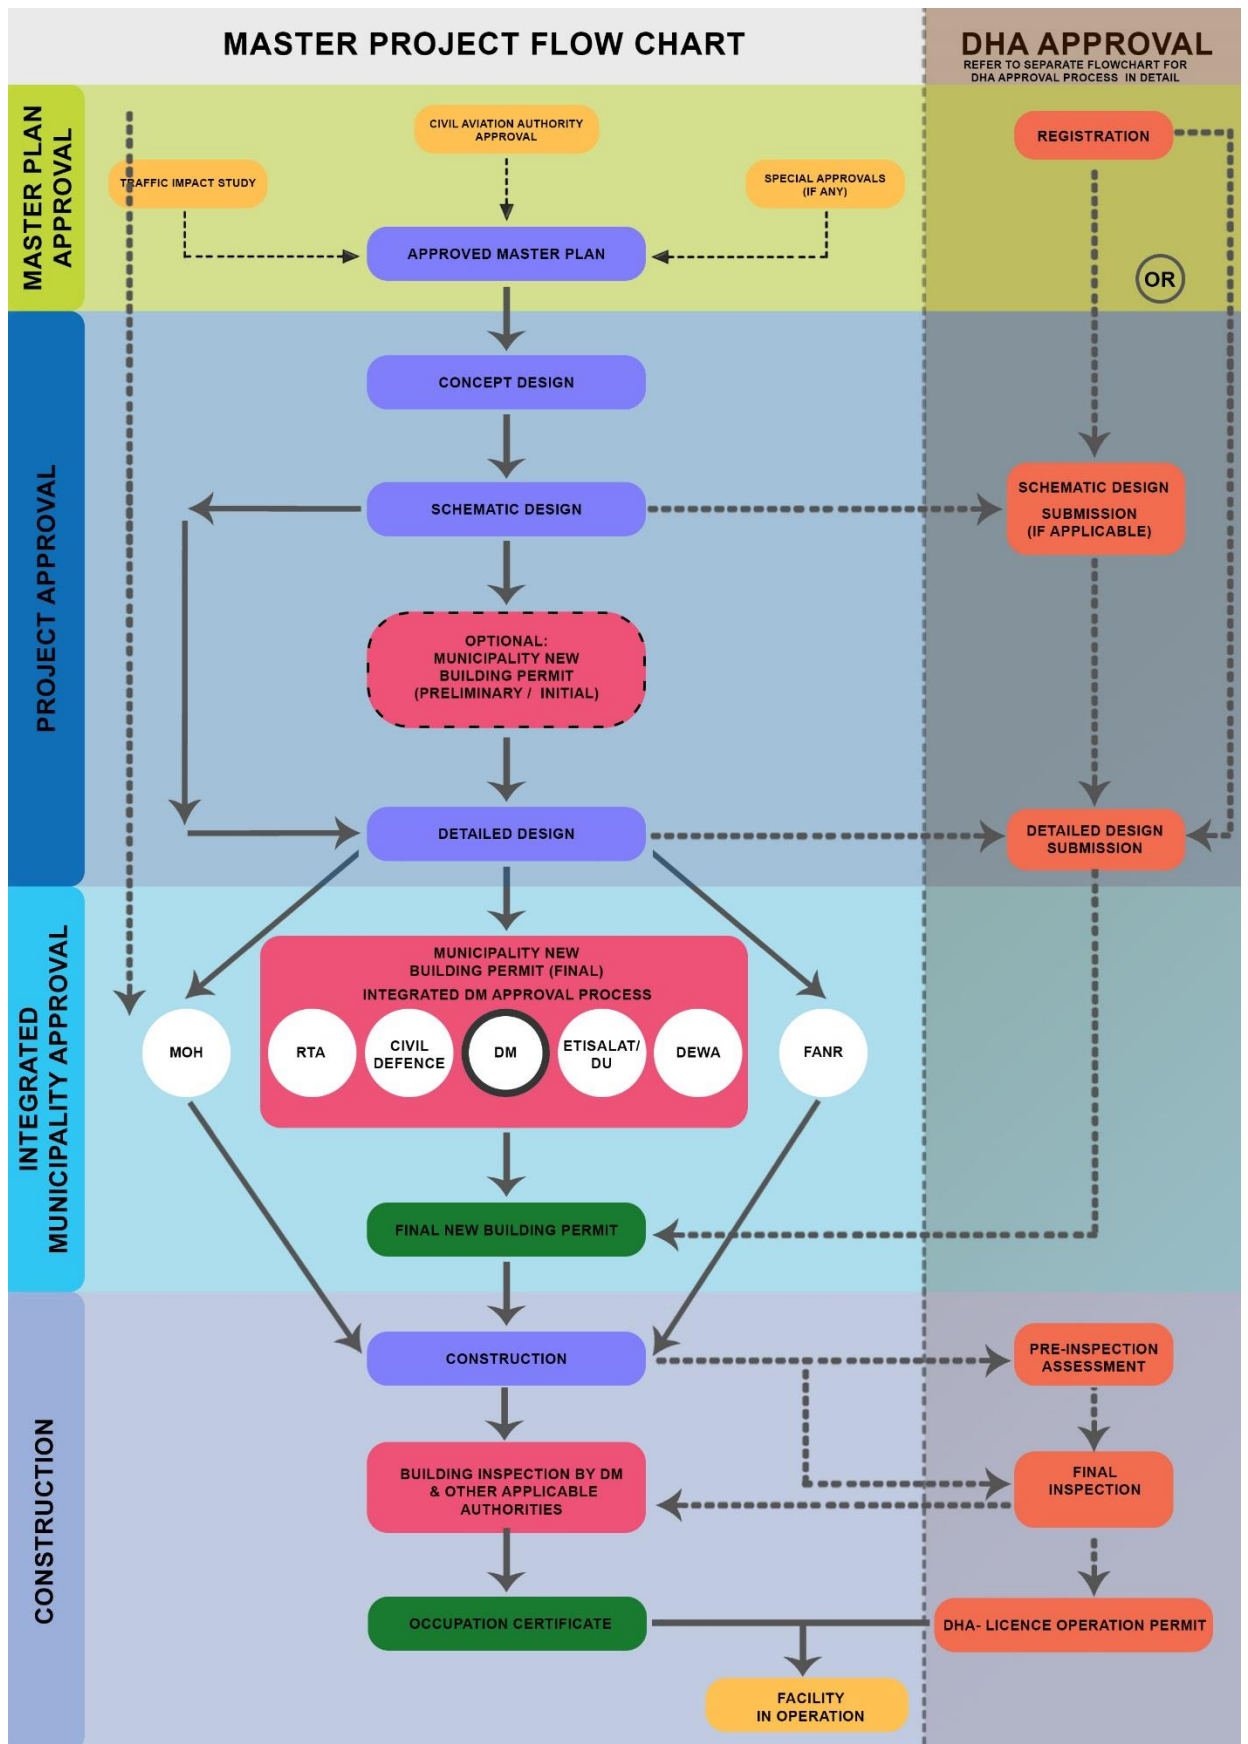 MASTER PROJECT FLOW CHART
DHA APPROVAL
REFER TO SEPARATE FLOWCHART FOR
DHA APPROVAL PROCESS IN DETAIL
MASTER PLAN
APPROVAL
CIVIL AVIATION AUTHORITY
APPROVAL
TRAFFIC IMPACT STUDY
SPECIAL APPROVALS
(IF ANY)
REGISTRATION
APPROVED MASTER PLAN
OR
PROJECT APPROVAL
CONCEPT DESIGN
SCHEMATIC DESIGN
SCHEMATIC DESIGN
SUBMISSION
(IF APPLICABLE)
OPTIONAL:
MUNICIPALITY NEW
BUILDING PERMIT
(PRELIMINARY / INITIAL)
DETAILED DESIGN
DETAILED DESIGN
SUBMISSION
INTEGRATED
MUNICIPALITY APPROVAL
MUNICIPALITY NEW
BUILDING PERMIT (FINAL)
INTEGRATED DM APPROVAL PROCESS
MOH
RTA
CIVIL
DEFENCE
DM
ETISALAT/
DU
DEWA
FANR
FINAL NEW BUILDING PERMIT
CONSTRUCTION
CONSTRUCTION
PRE-INSPECTION
ASSESSMENT
BUILDING INSPECTION BY DM
& OTHER APPLICABLE
AUTHORITIES
FINAL
INSPECTION
OCCUPATION CERTIFICATE
DHA- LICENCE OPERATION PERMIT
FACILITY
IN OPERATION